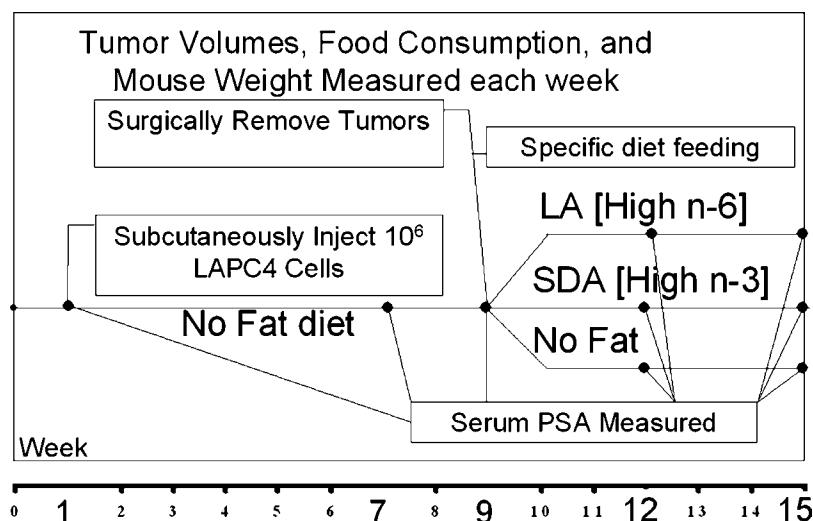 Tumor Volumes, Food Consumption, and
Mouse Weight Measured each week
Surgically Remove Tumors
Specific diet feeding
LA [High n-6]
Subcutaneously Inject 10⁶
LAPC4 Cells
SDA [High n-3]
No Fat diet
No Fat
Serum PSA Measured
Week
0 1 2 3 4 5 6 7 8 9 10 11 12 13 14 15